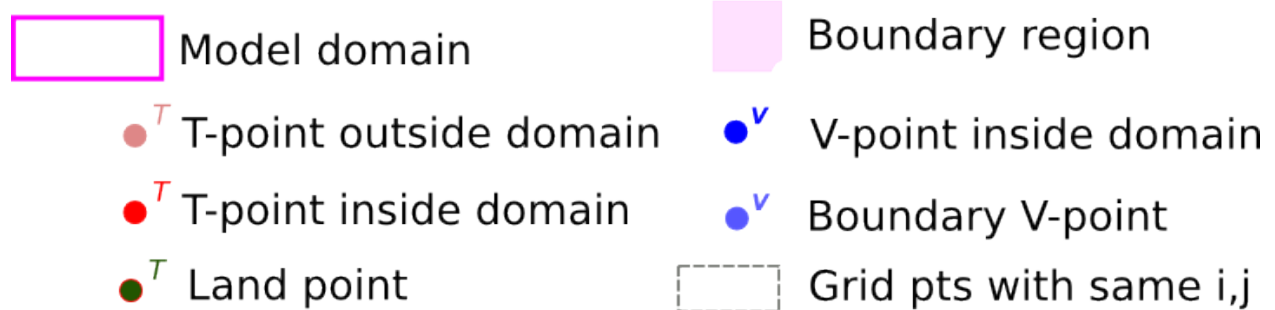 Model domain
Boundary region
T T-point outside domain
V V-point inside domain
T T-point inside domain
V Boundary V-point
T Land point
Grid pts with same i,j